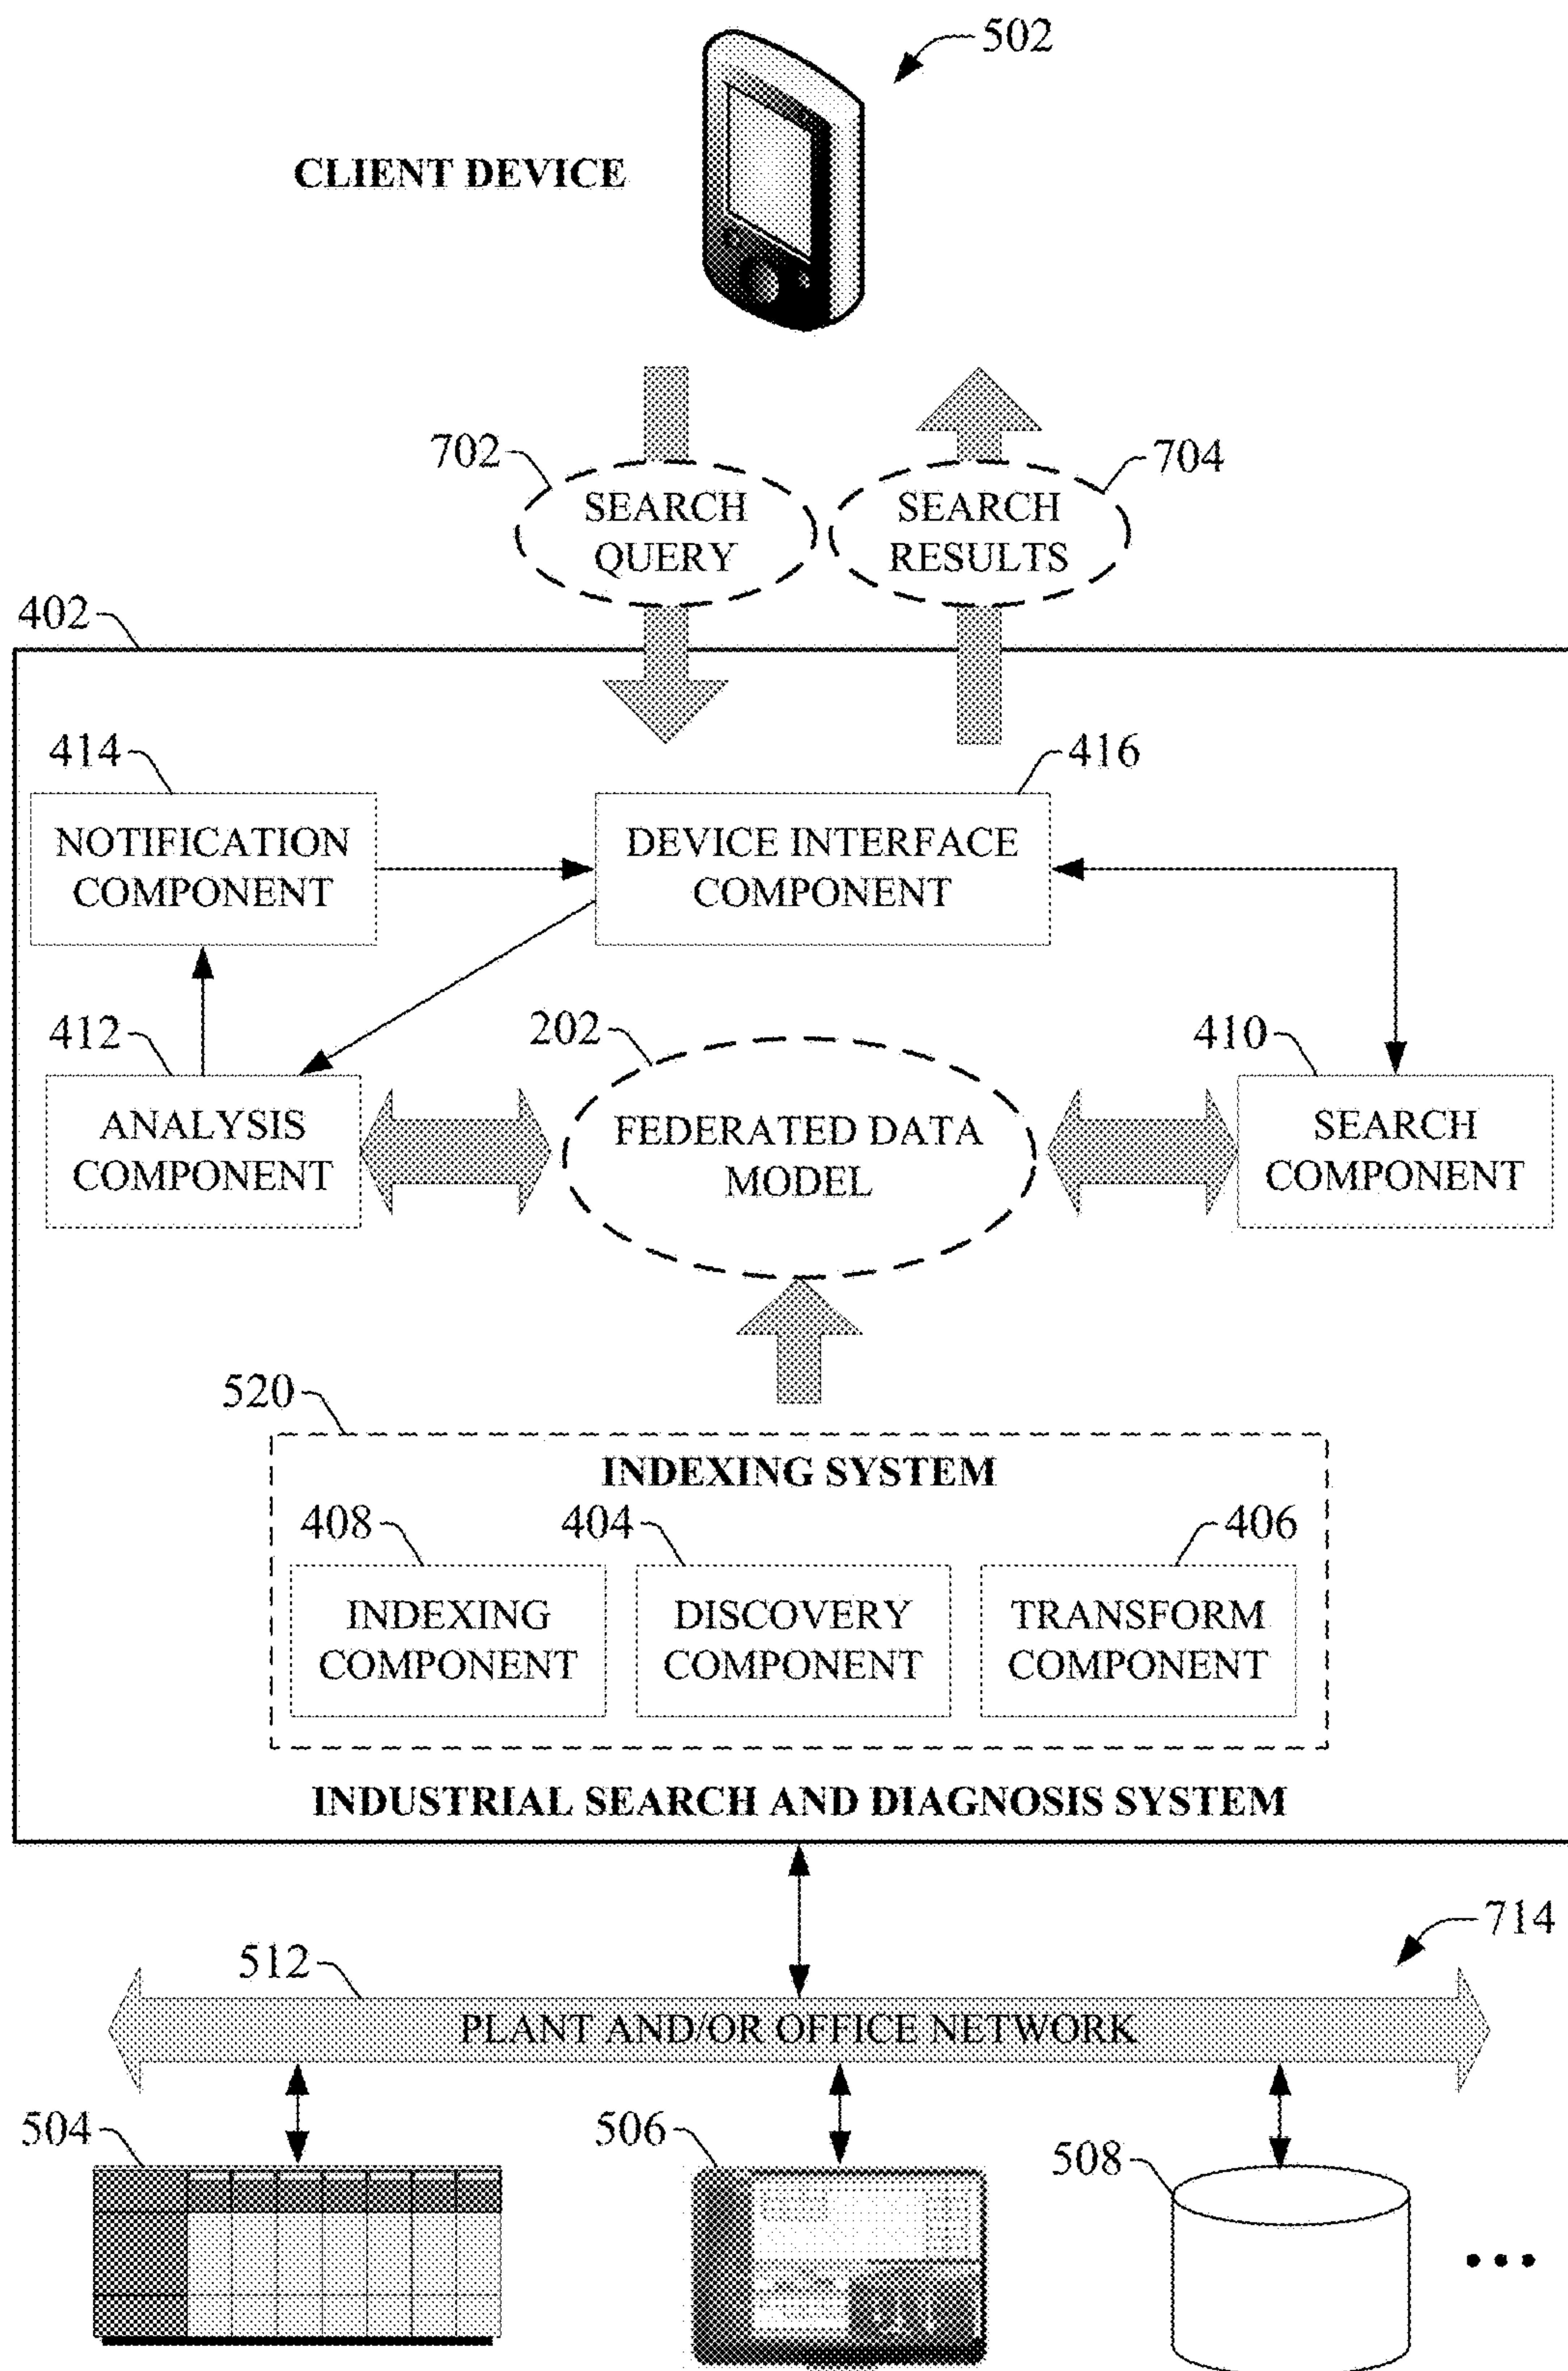 502
CLIENT DEVICE
702
704
SEARCH
QUERY
SEARCH
RESULTS
402
414
416
NOTIFICATION
COMPONENT
DEVICE INTERFACE
COMPONENT
412
202
410
ANALYSIS
COMPONENT
FEDERATED DATA
MODEL
SEARCH
COMPONENT
520
INDEXING SYSTEM
408
404
406
INDEXING
COMPONENT
DISCOVERY
COMPONENT
TRANSFORM
COMPONENT
INDUSTRIAL SEARCH AND DIAGNOSIS SYSTEM
714
512
PLANT AND/OR OFFICE NETWORK
504
506
508